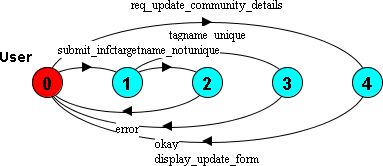 req_update_community_details
tagname_unique
submit_infctargetname_notunique
User
0
1
2
3
4
error
okay
display_update_form